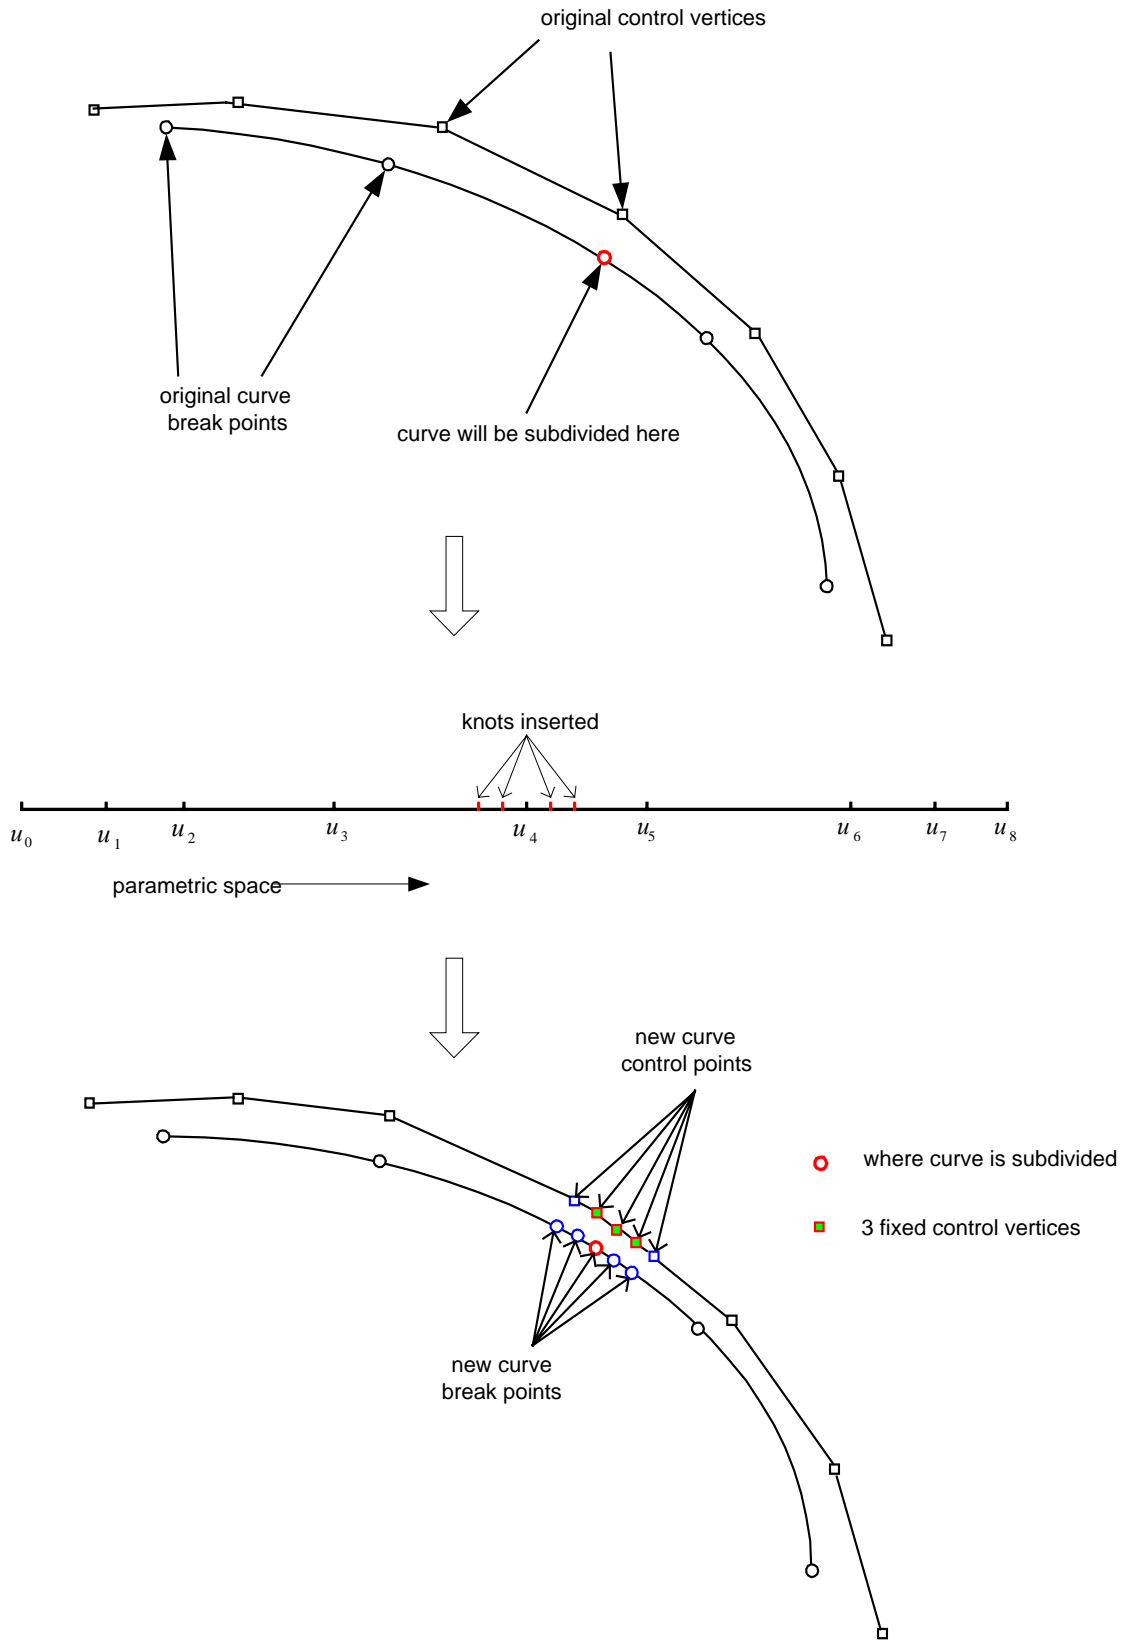 original control vertices
original curve
break points
curve will be subdivided here
knots inserted
u0 u1 u2 u3 u4 u5 u6 u7 u8
parametric space
new curve
control points
where curve is subdivided
3 fixed control vertices
new curve
break points